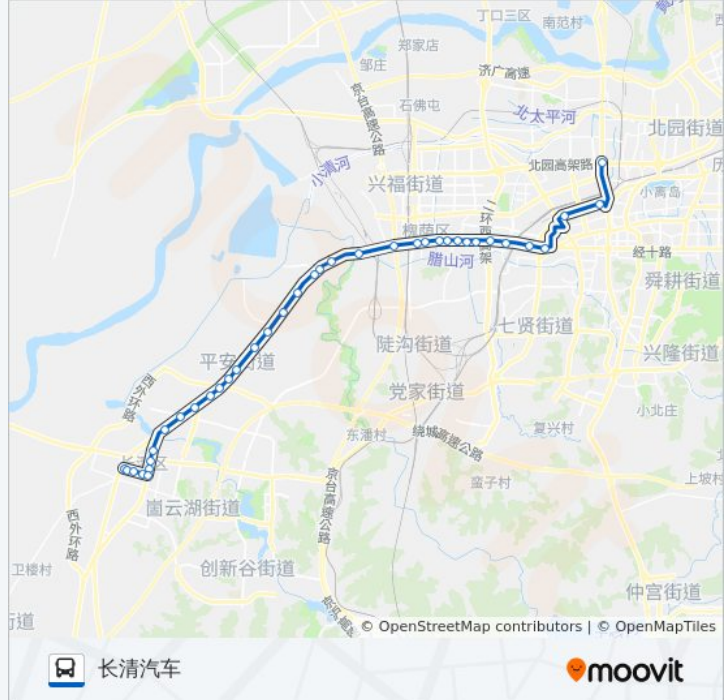 丁口三区
南范村
郑家店
邹庄
济广高速
京台高速公路
石佛屯
北太平河
北园街道
小清河
北园高架路
兴福街道
小离岛
二环西高架
槐荫区
经十路
腊山河
舜耕街道
七贤街道
陡沟街道
兴隆街道
平安街道
党家街道
西外环路
小北庄
东潘村
绕城高速公路
复兴村
长清区
上坡村
京台高速公路
蛮子村
崮云湖街道
西外环路
卫楼村
创新谷街道
仲宫街道
街道
© OpenStreetMap contributors | © OpenMapTiles
长清汽车
moovit